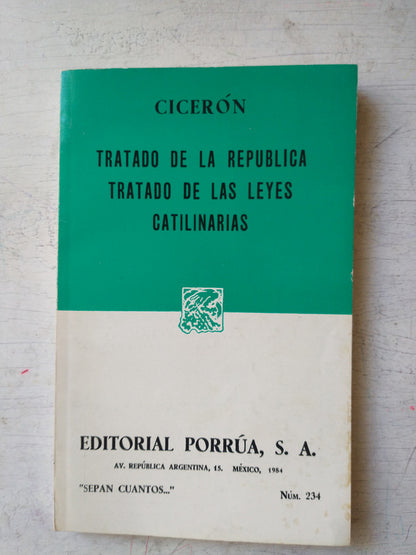 CICERÓN
TRATADO DE LA REPUBLICA
TRATADO DE LAS LEYES
CATILINARIAS
EDITORIAL PORRÚA, S. A.
AV. REPÚBLICA ARGENTINA, 15. MÉXICO, 1984
"SEPAN CUANTOS..." NÚM. 234